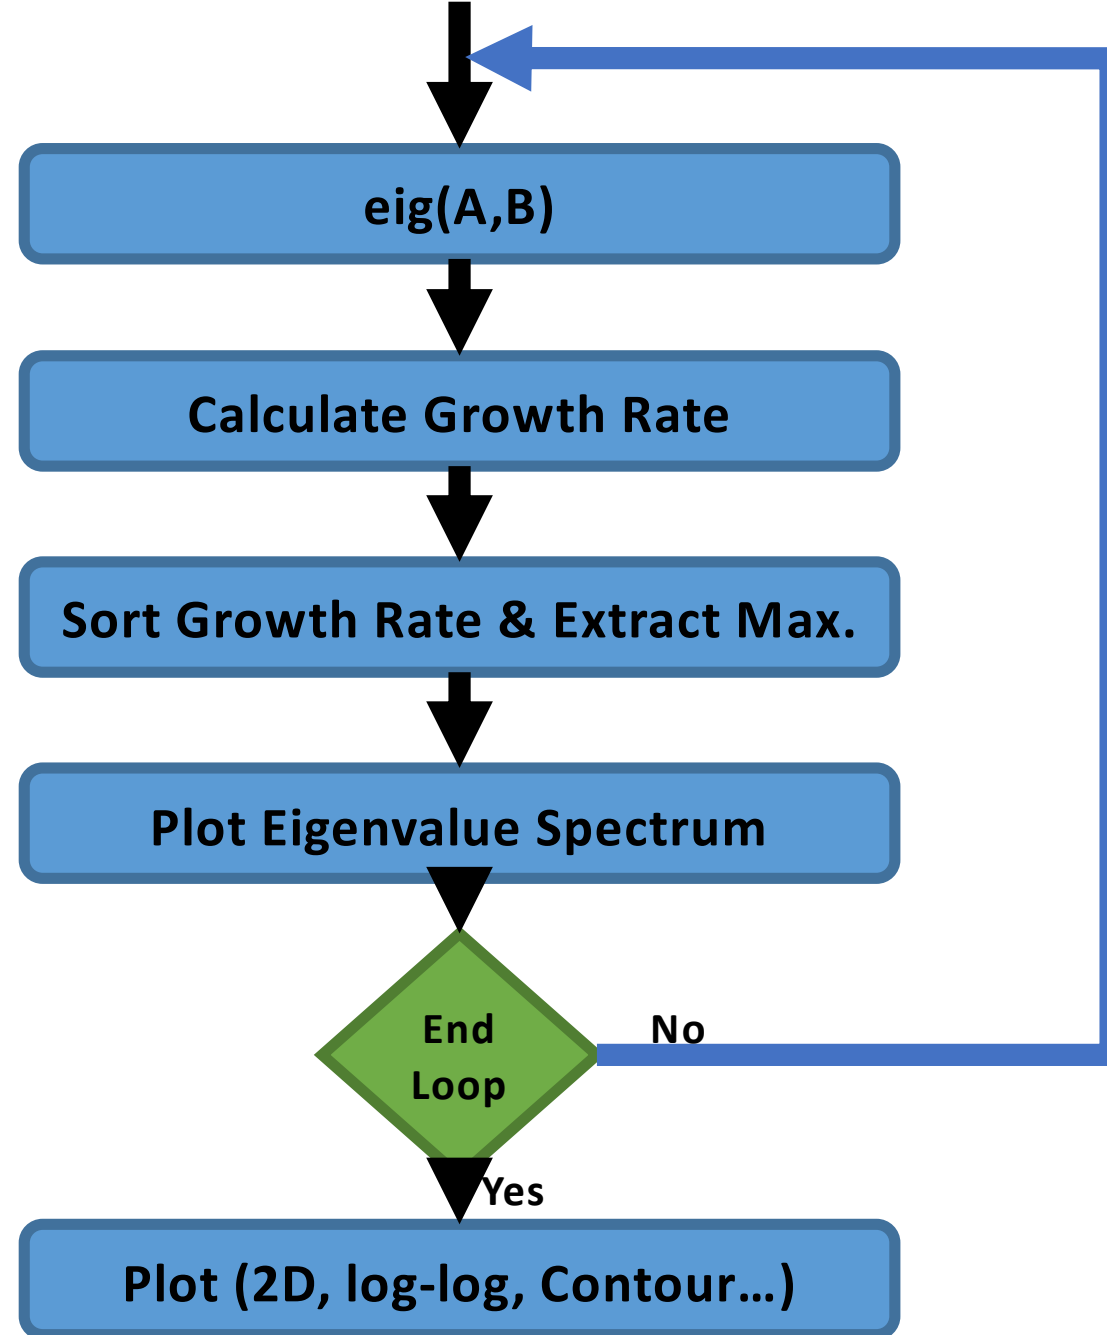 eig(A,B)
Calculate Growth Rate
Sort Growth Rate & Extract Max.
Plot Eigenvalue Spectrum
End
Loop
No
Yes
Plot (2D, log-log, Contour…)